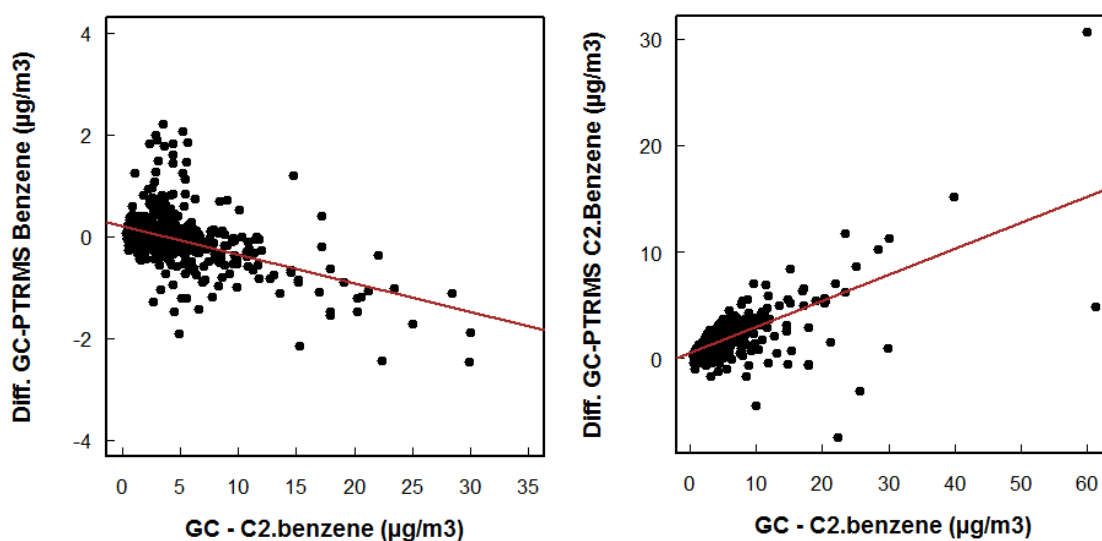 Diff. GC-PTRMS Benzene (µg/m3)
4
2
0
-2
-4
0 5 10 15 20 25 30 35
GC - C2.benzene (µg/m3)
Diff. GC-PTRMS C2.Benzene (µg/m3)
30
20
10
0
0 10 20 30 40 50 60
GC - C2.benzene (µg/m3)